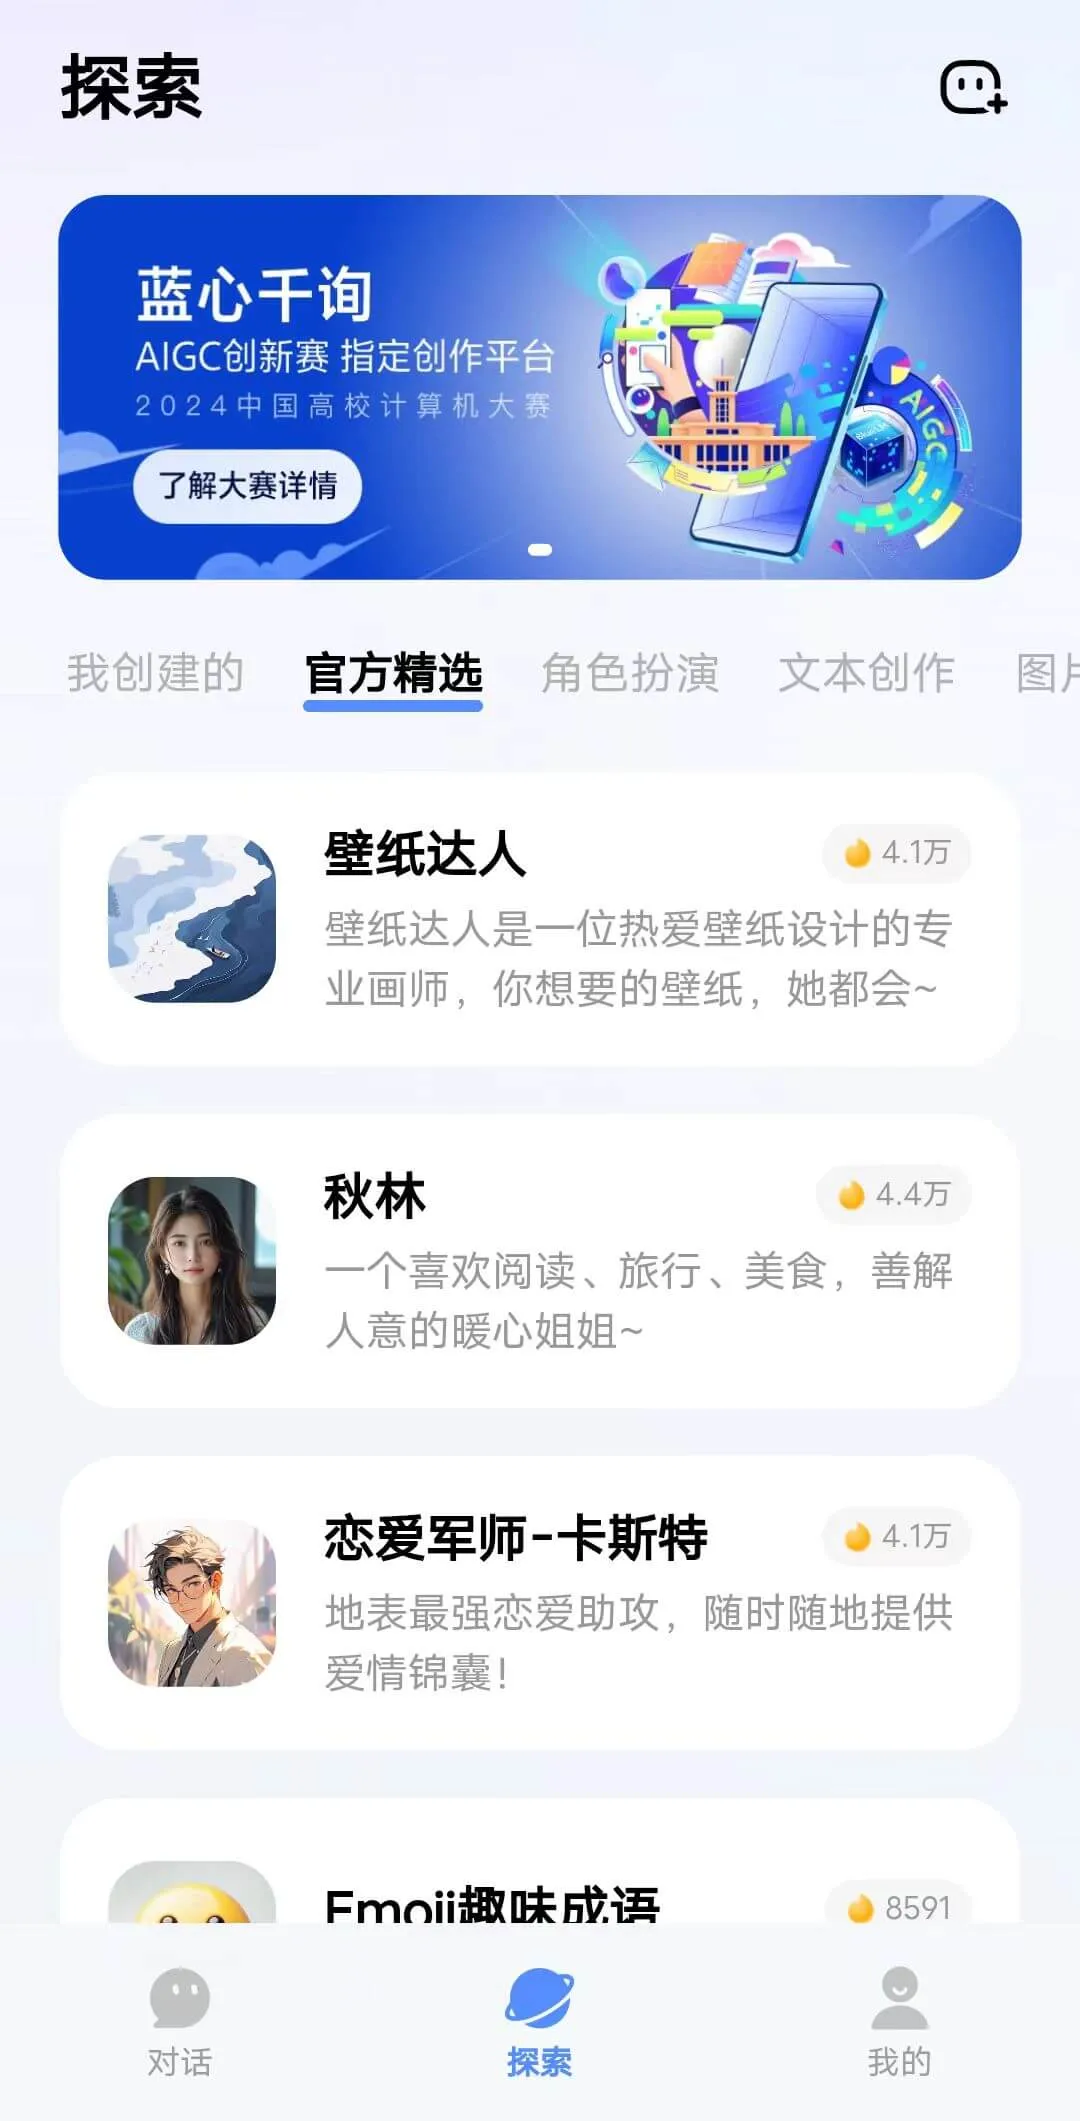 探索
蓝心千询
AIGC创新赛 指定创作平台
2024中国高校计算机大赛
了解大赛详情
AIGC
我创建的 官方精选 角色扮演 文本创作 图片
壁纸达人 4.1万
壁纸达人是一位热爱壁纸设计的专
业画师，你想要的壁纸，她都会~
秋林 4.4万
一个喜欢阅读、旅行、美食，善解
人意的暖心姐姐~
恋爱军师-卡斯特 4.1万
地表最强恋爱助攻，随时随地提供
爱情锦囊！
Emoji趣味成语 8591
对话 探索 我的